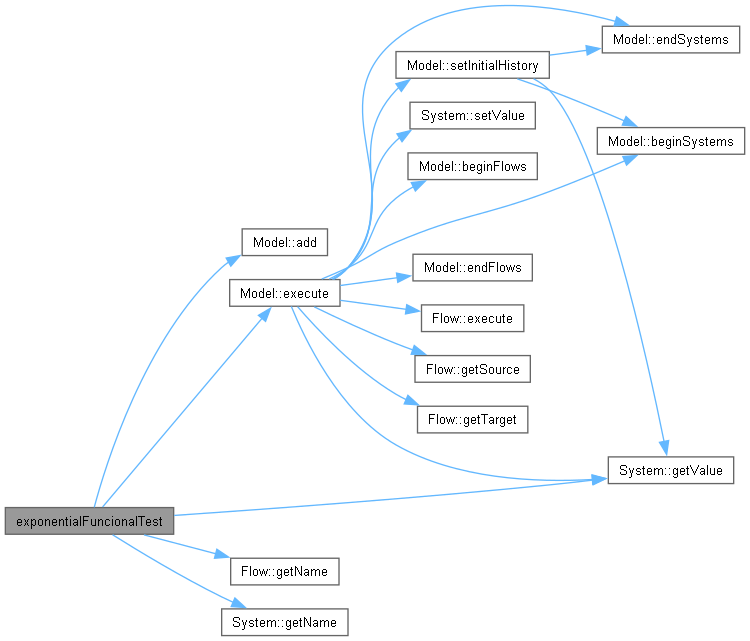 Model::endSystems
Model::setInitialHistory
System::setValue
Model::beginSystems
Model::beginFlows
Model::add
Model::endFlows
Model::execute
Flow::execute
Flow::getSource
Flow::getTarget
System::getValue
exponentialFuncionalTest
Flow::getName
System::getName